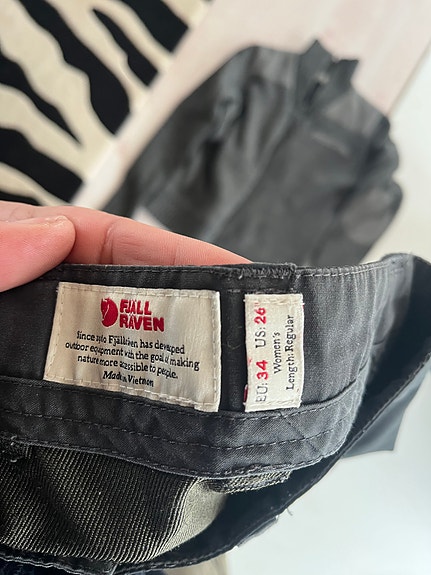 FJÄLL
RAVEN
Since 1960 Fjällräven has developed
outdoor equipment with the goal of making
nature more accessible to people.
Made in Vietnam
EU: 34 US: 26"
Women's
Length: Regular